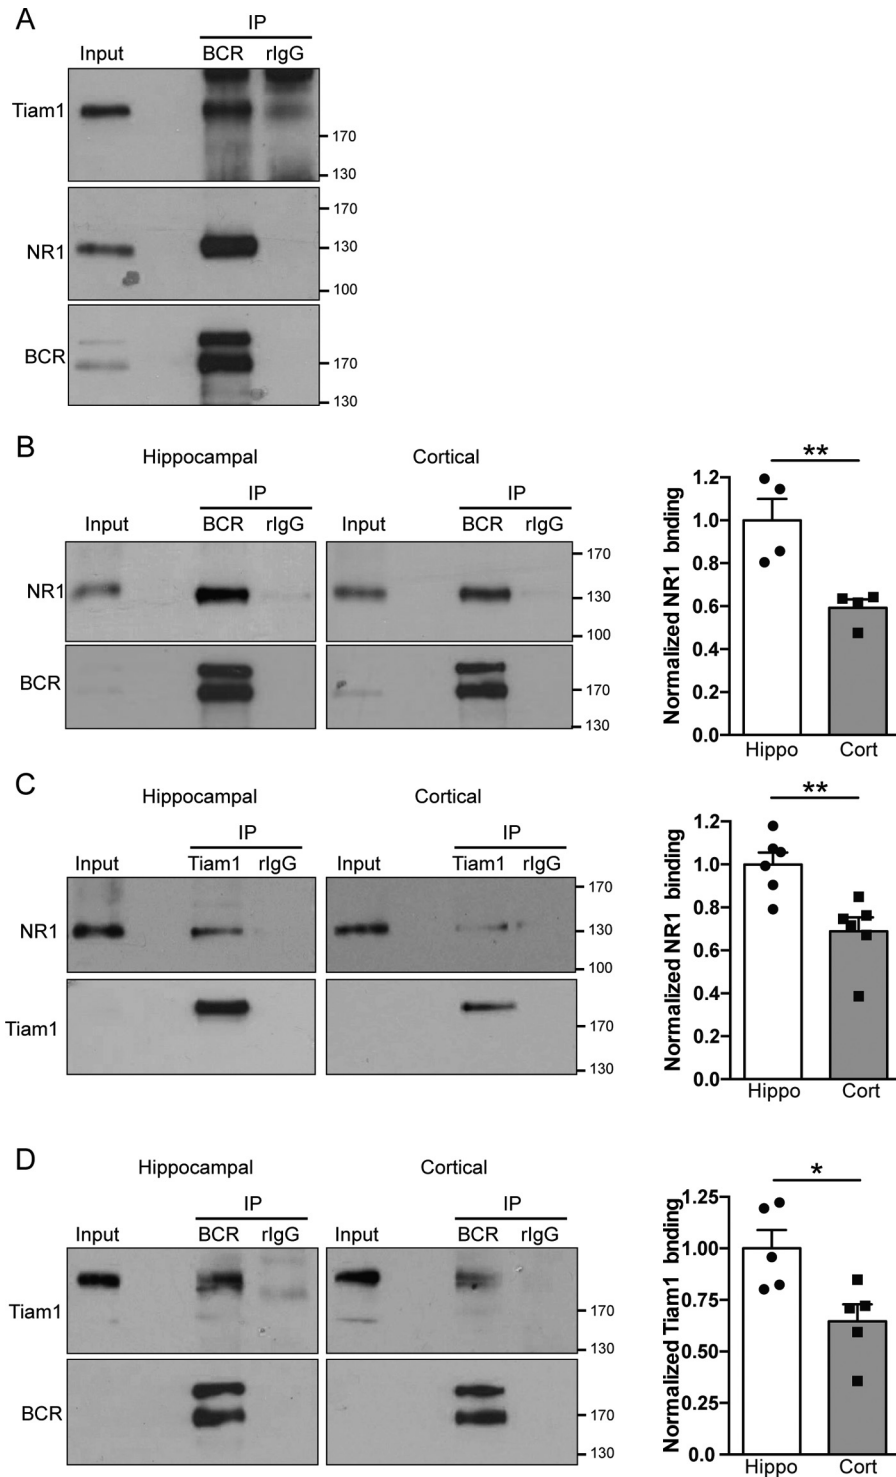 A
IP
Input BCR rIgG
Tiam1
170
130
170
NR1
130
100
BCR
170
130
B
Hippocampal Cortical
IP IP
Input BCR rIgG Input BCR rIgG
NR1
170
130
100
BCR
170
130
**
Normalized NR1 bnding
1.2
1.0
0.8
0.6
0.4
0.2
0.0
Hippo Cort
C
Hippocampal Cortical
IP IP
Input Tiam1 rIgG Input Tiam1 rIgG
NR1
170
130
100
Tiam1
170
130
**
Normalized NR1 binding
1.2
1.0
0.8
0.6
0.4
0.2
0.0
Hippo Cort
D
Hippocampal Cortical
IP IP
Input BCR rIgG Input BCR rIgG
Tiam1
170
130
BCR
170
130
*
Normalized Tiam1 bnding
1.25
1.00
0.75
0.50
0.25
0.0
Hippo Cort